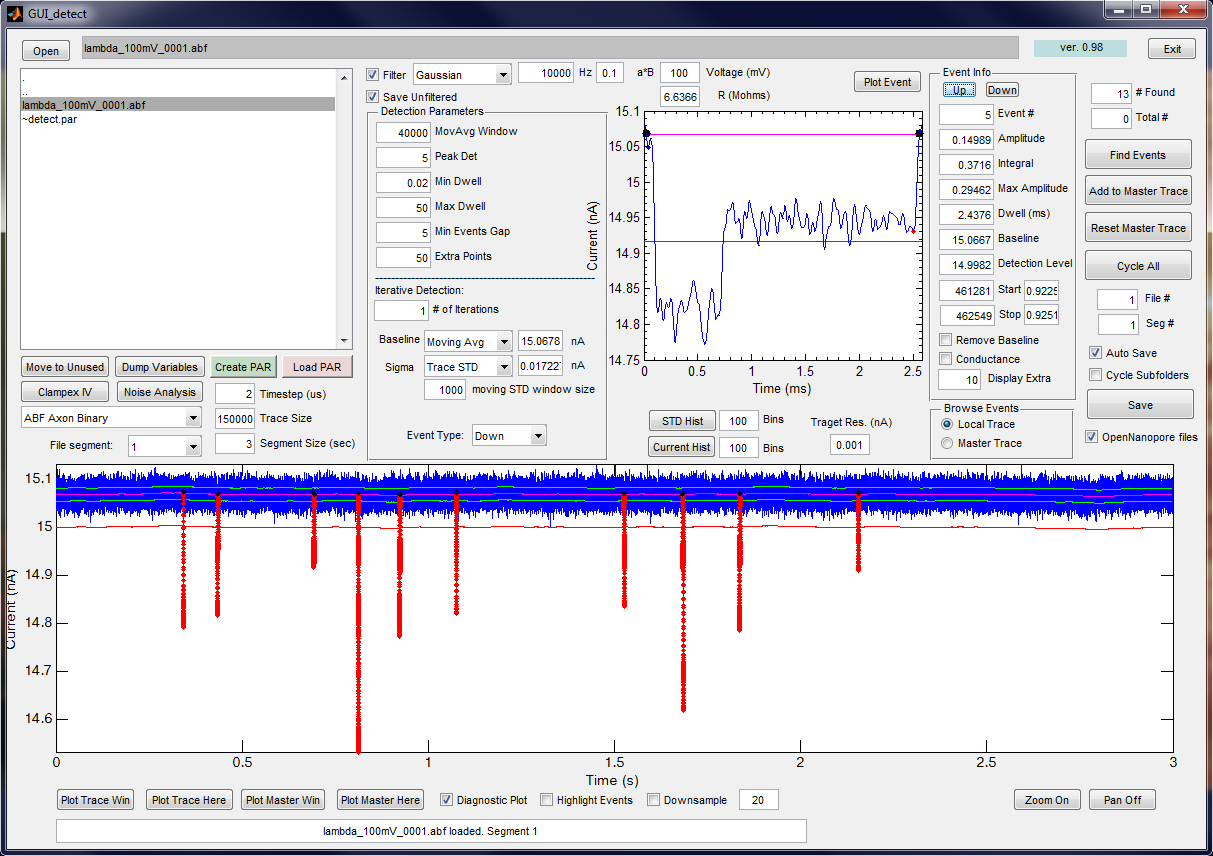 GUI_detect
Open
lambda_100mV_0001.abf
ver. 0.98
Exit
.
..
lambda_100mV_0001.abf
~detect.par
Filter Gaussian 10000 Hz 0.1 a*B 100 Voltage (mV)
Save Unfiltered 6.6366 R (Mohms)
Plot Event
Detection Parameters
40000 MovAvg Window
5 Peak Det
0.02 Min Dwell
50 Max Dwell
5 Min Events Gap
50 Extra Points
Iterative Detection:
1 # of Iterations
Baseline Moving Avg 15.0678 nA
Sigma Trace STD 0.01722 nA
1000 moving STD window size
Event Type: Down
15.1
15.05
15
14.95
14.9
14.85
14.8
14.75
Current (nA)
0 0.5 1 1.5 2 2.5
Time (ms)
STD Hist 100 Bins
Current Hist 100 Bins
Traget Res. (nA)
0.001
Event Info
Up Down
5 Event #
0.14989 Amplitude
0.3716 Integral
0.29462 Max Amplitude
2.4376 Dwell (ms)
15.0667 Baseline
14.9982 Detection Level
461281 Start 0.9225
462549 Stop 0.9251
Remove Baseline
Conductance
10 Display Extra
Browse Events
Local Trace
Master Trace
13 # Found
0 Total #
Find Events
Add to Master Trace
Reset Master Trace
Cycle All
1 File #
1 Seg #
Auto Save
Cycle Subfolders
Save
OpenNanopore files
Move to Unused Dump Variables Create PAR Load PAR
Clampex IV Noise Analysis 2 Timestep (us)
ABF Axon Binary 150000 Trace Size
File segment: 1 3 Segment Size (sec)
15.1
15
14.9
14.8
14.7
14.6
Current (nA)
0 0.5 1 1.5 2 2.5 3
Time (s)
Plot Trace Win Plot Trace Here Plot Master Win Plot Master Here Diagnostic Plot Highlight Events Downsample 20 Zoom On Pan Off
lambda_100mV_0001.abf loaded. Segment 1